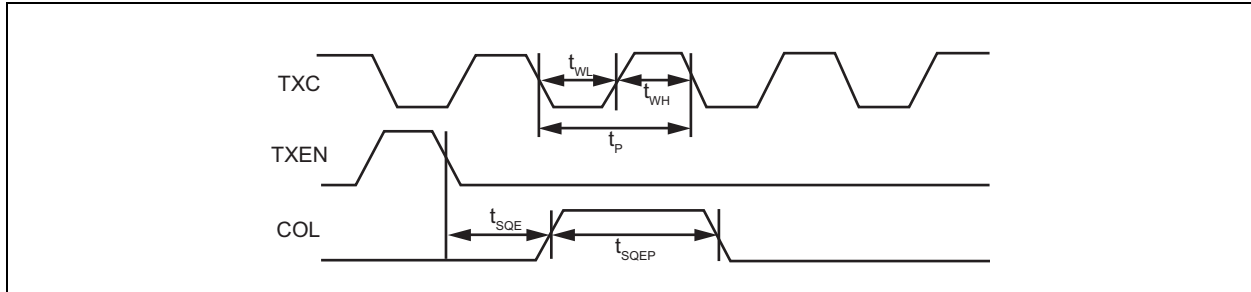 TXC
t_WL
t_WH
t_P
TXEN
COL
t_SQE
t_SQEP